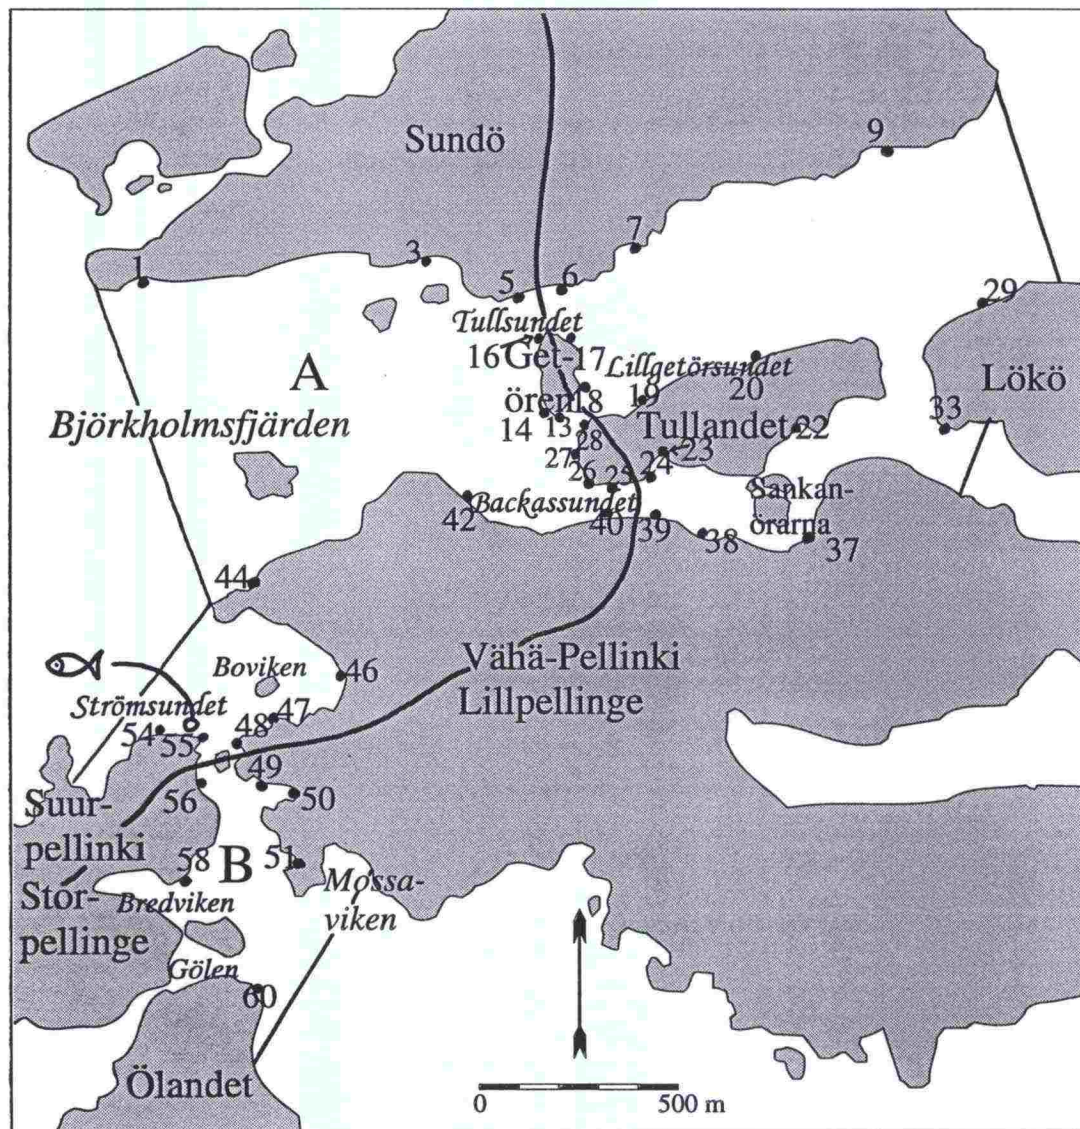 Sundö
9
7
1
3
5
6
29
Tullsundet
16
Get-
17
Lillgetörsundet
ören
18
19
20
Lökö
A
Björkholmsfjärden
14
13
28
Tullandet
22
33
27
23
26
25
24
Sankan-
örarna
42
Backassundet
40
39
38
37
44
Boviken
46
Vähä-Pellinki
Lillpellinge
Strömsundet
54
55
48
47
49
56
50
Suur-
pellinki
58
B
51
Stor-
pellinge
Bredviken
Mossa-
viken
Gölen
60
Ölandet
0
500 m